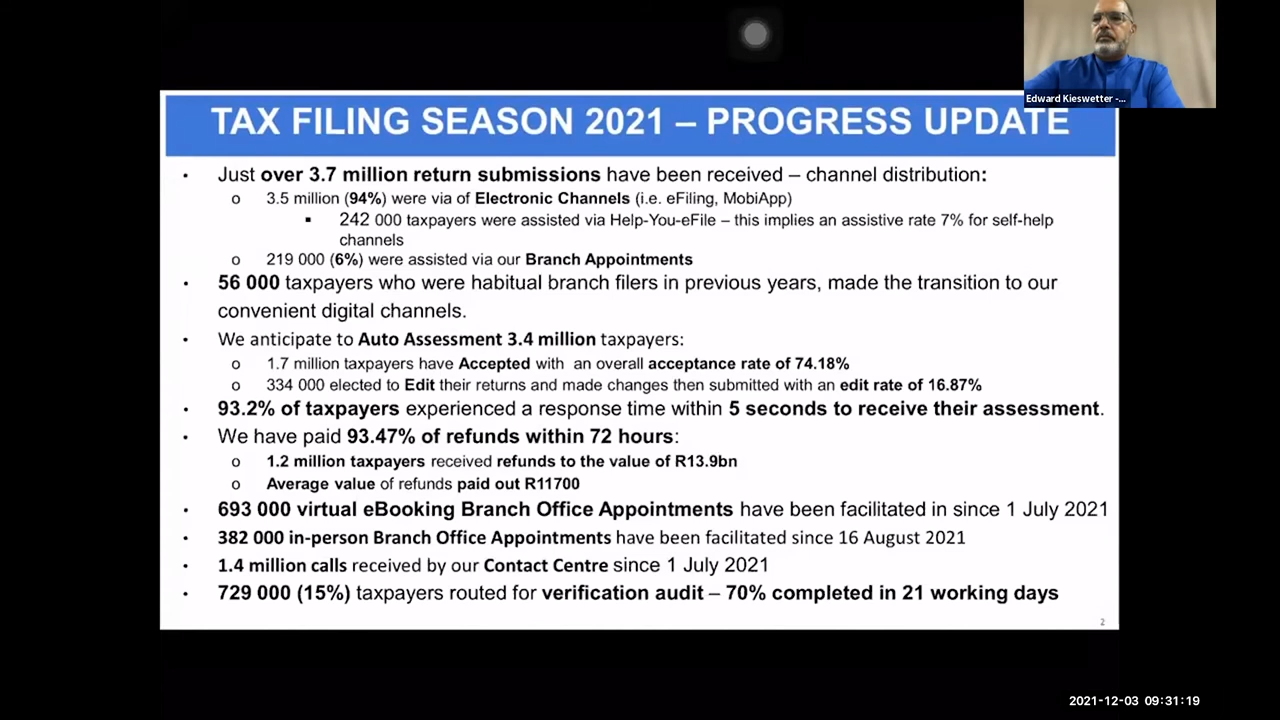 Edward Kieswetter -...
TAX FILING SEASON 2021 – PROGRESS UPDATE
• Just over 3.7 million return submissions have been received – channel distribution:
o 3.5 million (94%) were via of Electronic Channels (i.e. eFiling, MobiApp)
▪ 242 000 taxpayers were assisted via Help-You-eFile – this implies an assistive rate 7% for self-help
channels
o 219 000 (6%) were assisted via our Branch Appointments
• 56 000 taxpayers who were habitual branch filers in previous years, made the transition to our
convenient digital channels.
• We anticipate to Auto Assessment 3.4 million taxpayers:
o 1.7 million taxpayers have Accepted with an overall acceptance rate of 74.18%
o 334 000 elected to Edit their returns and made changes then submitted with an edit rate of 16.87%
• 93.2% of taxpayers experienced a response time within 5 seconds to receive their assessment.
• We have paid 93.47% of refunds within 72 hours:
o 1.2 million taxpayers received refunds to the value of R13.9bn
o Average value of refunds paid out R11700
• 693 000 virtual eBooking Branch Office Appointments have been facilitated in since 1 July 2021
• 382 000 in-person Branch Office Appointments have been facilitated since 16 August 2021
• 1.4 million calls received by our Contact Centre since 1 July 2021
• 729 000 (15%) taxpayers routed for verification audit – 70% completed in 21 working days
2
2021-12-03 09:31:19